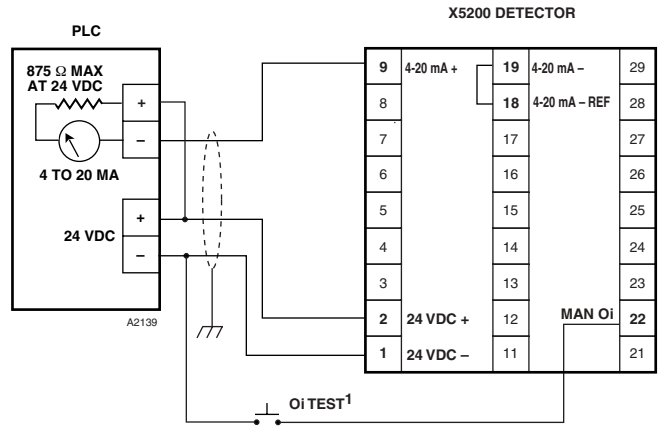 X5200 DETECTOR
PLC
875 Ω MAX
AT 24 VDC
+
–
4 TO 20 MA
24 VDC
+
–
A2139
9 4-20 mA + 19 4-20 mA – 29
8 18 4-20 mA – REF 28
7 17 27
6 16 26
5 15 25
4 14 24
3 13 23
2 24 VDC + 12 MAN Oi 22
1 24 VDC – 11 21
Oi TEST1